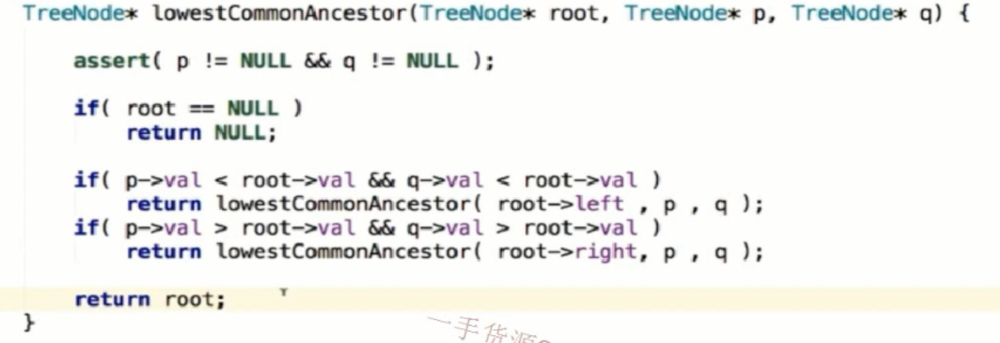 TreeNode* lowestCommonAncestor(TreeNode* root, TreeNode* p, TreeNode* q) {
assert( p != NULL && q != NULL );
if( root == NULL )
return NULL;
if( p->val < root->val && q->val < root->val )
return lowestCommonAncestor( root->left , p , q );
if( p->val > root->val && q->val > root->val )
return lowestCommonAncestor( root->right, p , q );
return root;
}
一手货源